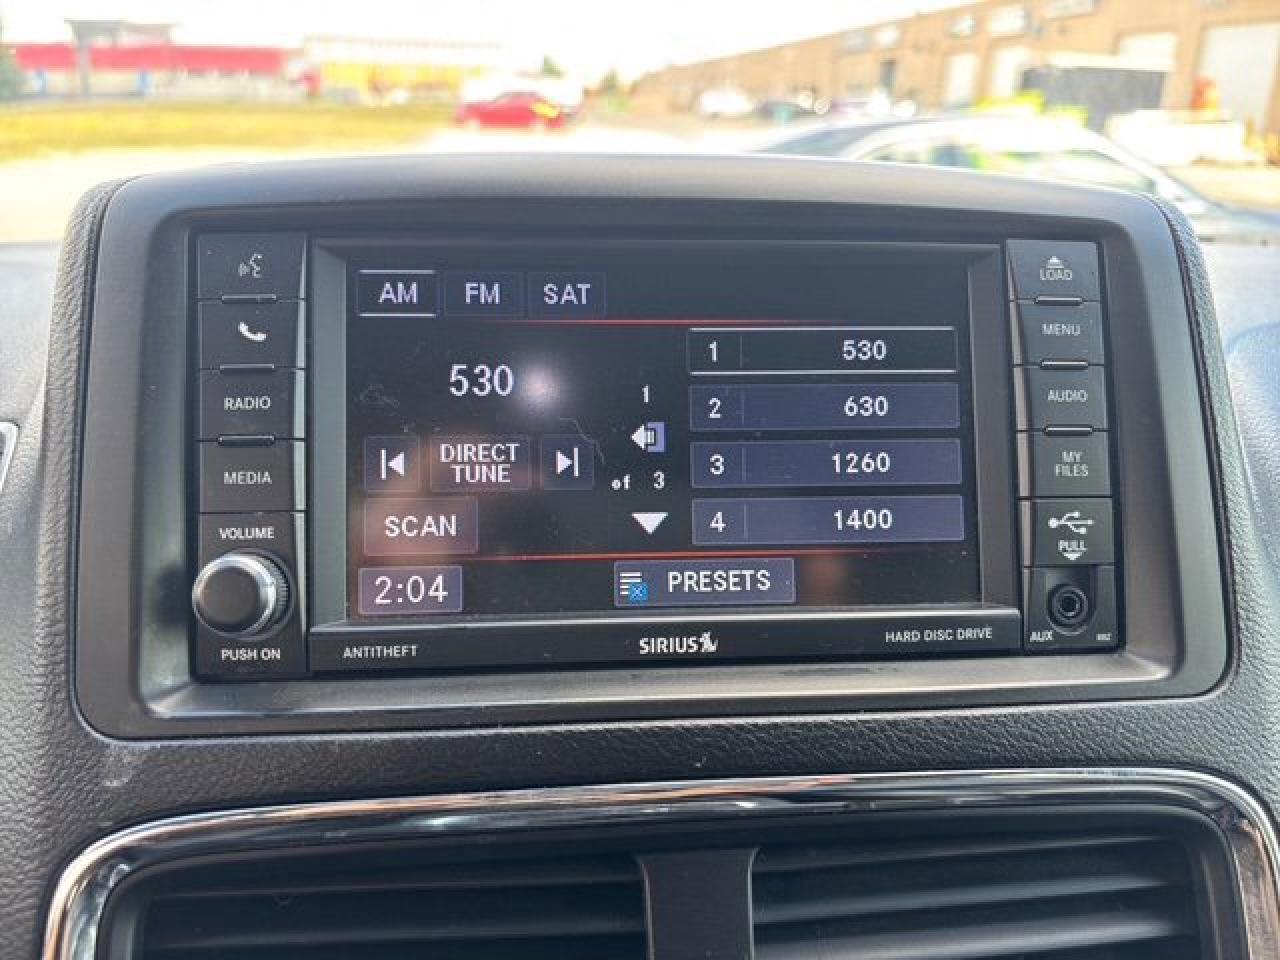 AM FM SAT
530
1 530
2 630
3 1260
4 1400
1
of 3
DIRECT
TUNE
SCAN
2:04
PRESETS
RADIO
MEDIA
VOLUME
PUSH ON
ANTITHEFT
SIRIUS
HARD DISC DRIVE
LOAD
MENU
AUDIO
MY
FILES
PULL
AUX